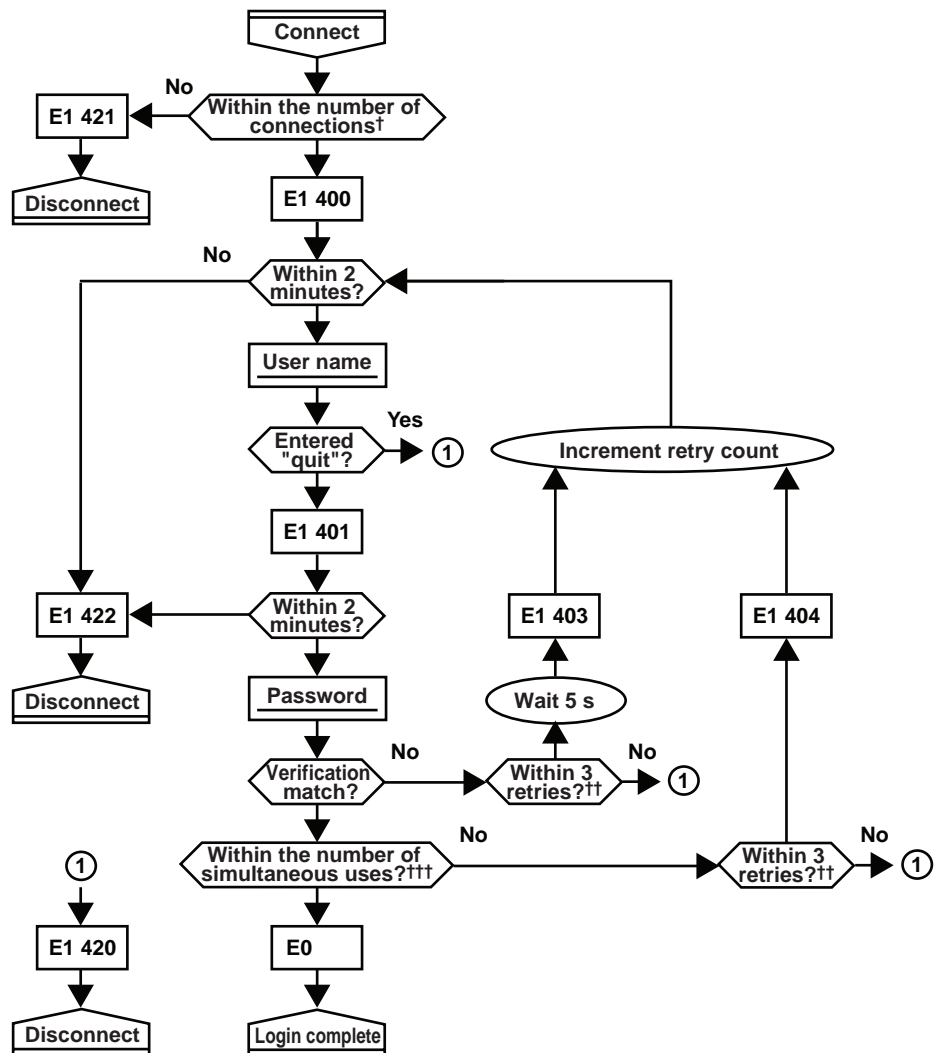 Connect
No
Within the number of
connections†
E1 421
Disconnect
E1 400
No
Within 2
minutes?
User name
Yes
Entered
"quit"?
1
Increment retry count
E1 401
E1 422
Within 2
minutes?
E1 403
E1 404
Disconnect
Password
Wait 5 s
No
No
Verification
match?
Within 3
retries?††
1
Within the number of
simultaneous uses?†††
No
Within 3
retries?††
No
1
1
E1 420
E0
Disconnect
Login complete